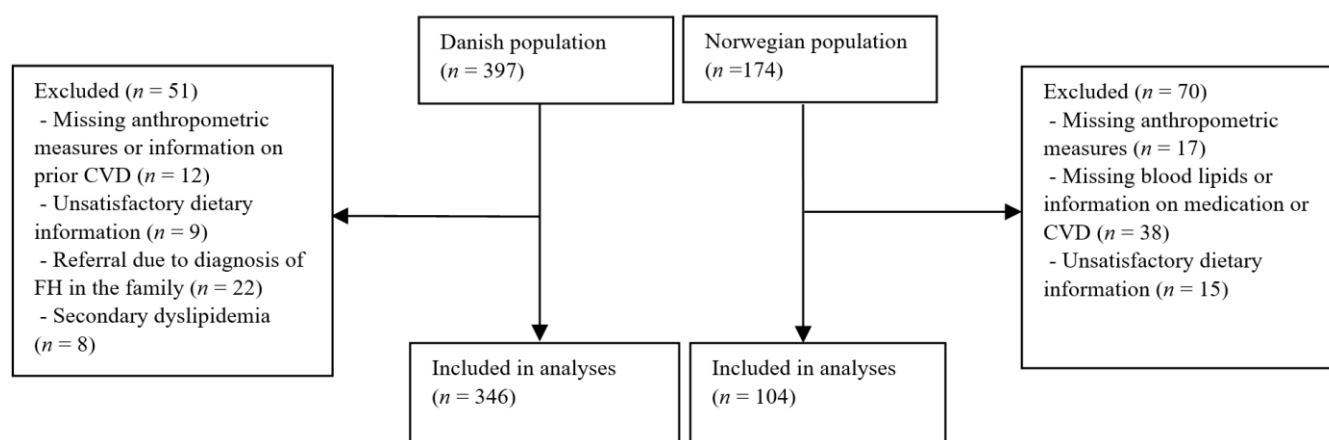 Danish population
(n = 397)
Norwegian population
(n =174)
Excluded (n = 51)
- Missing anthropometric
measures or information on
prior CVD (n = 12)
- Unsatisfactory dietary
information (n = 9)
- Referral due to diagnosis of
FH in the family (n = 22)
- Secondary dyslipidemia
(n = 8)
Excluded (n = 70)
- Missing anthropometric
measures (n = 17)
- Missing blood lipids or
information on medication or
CVD (n = 38)
- Unsatisfactory dietary
information (n = 15)
Included in analyses
(n = 346)
Included in analyses
(n = 104)